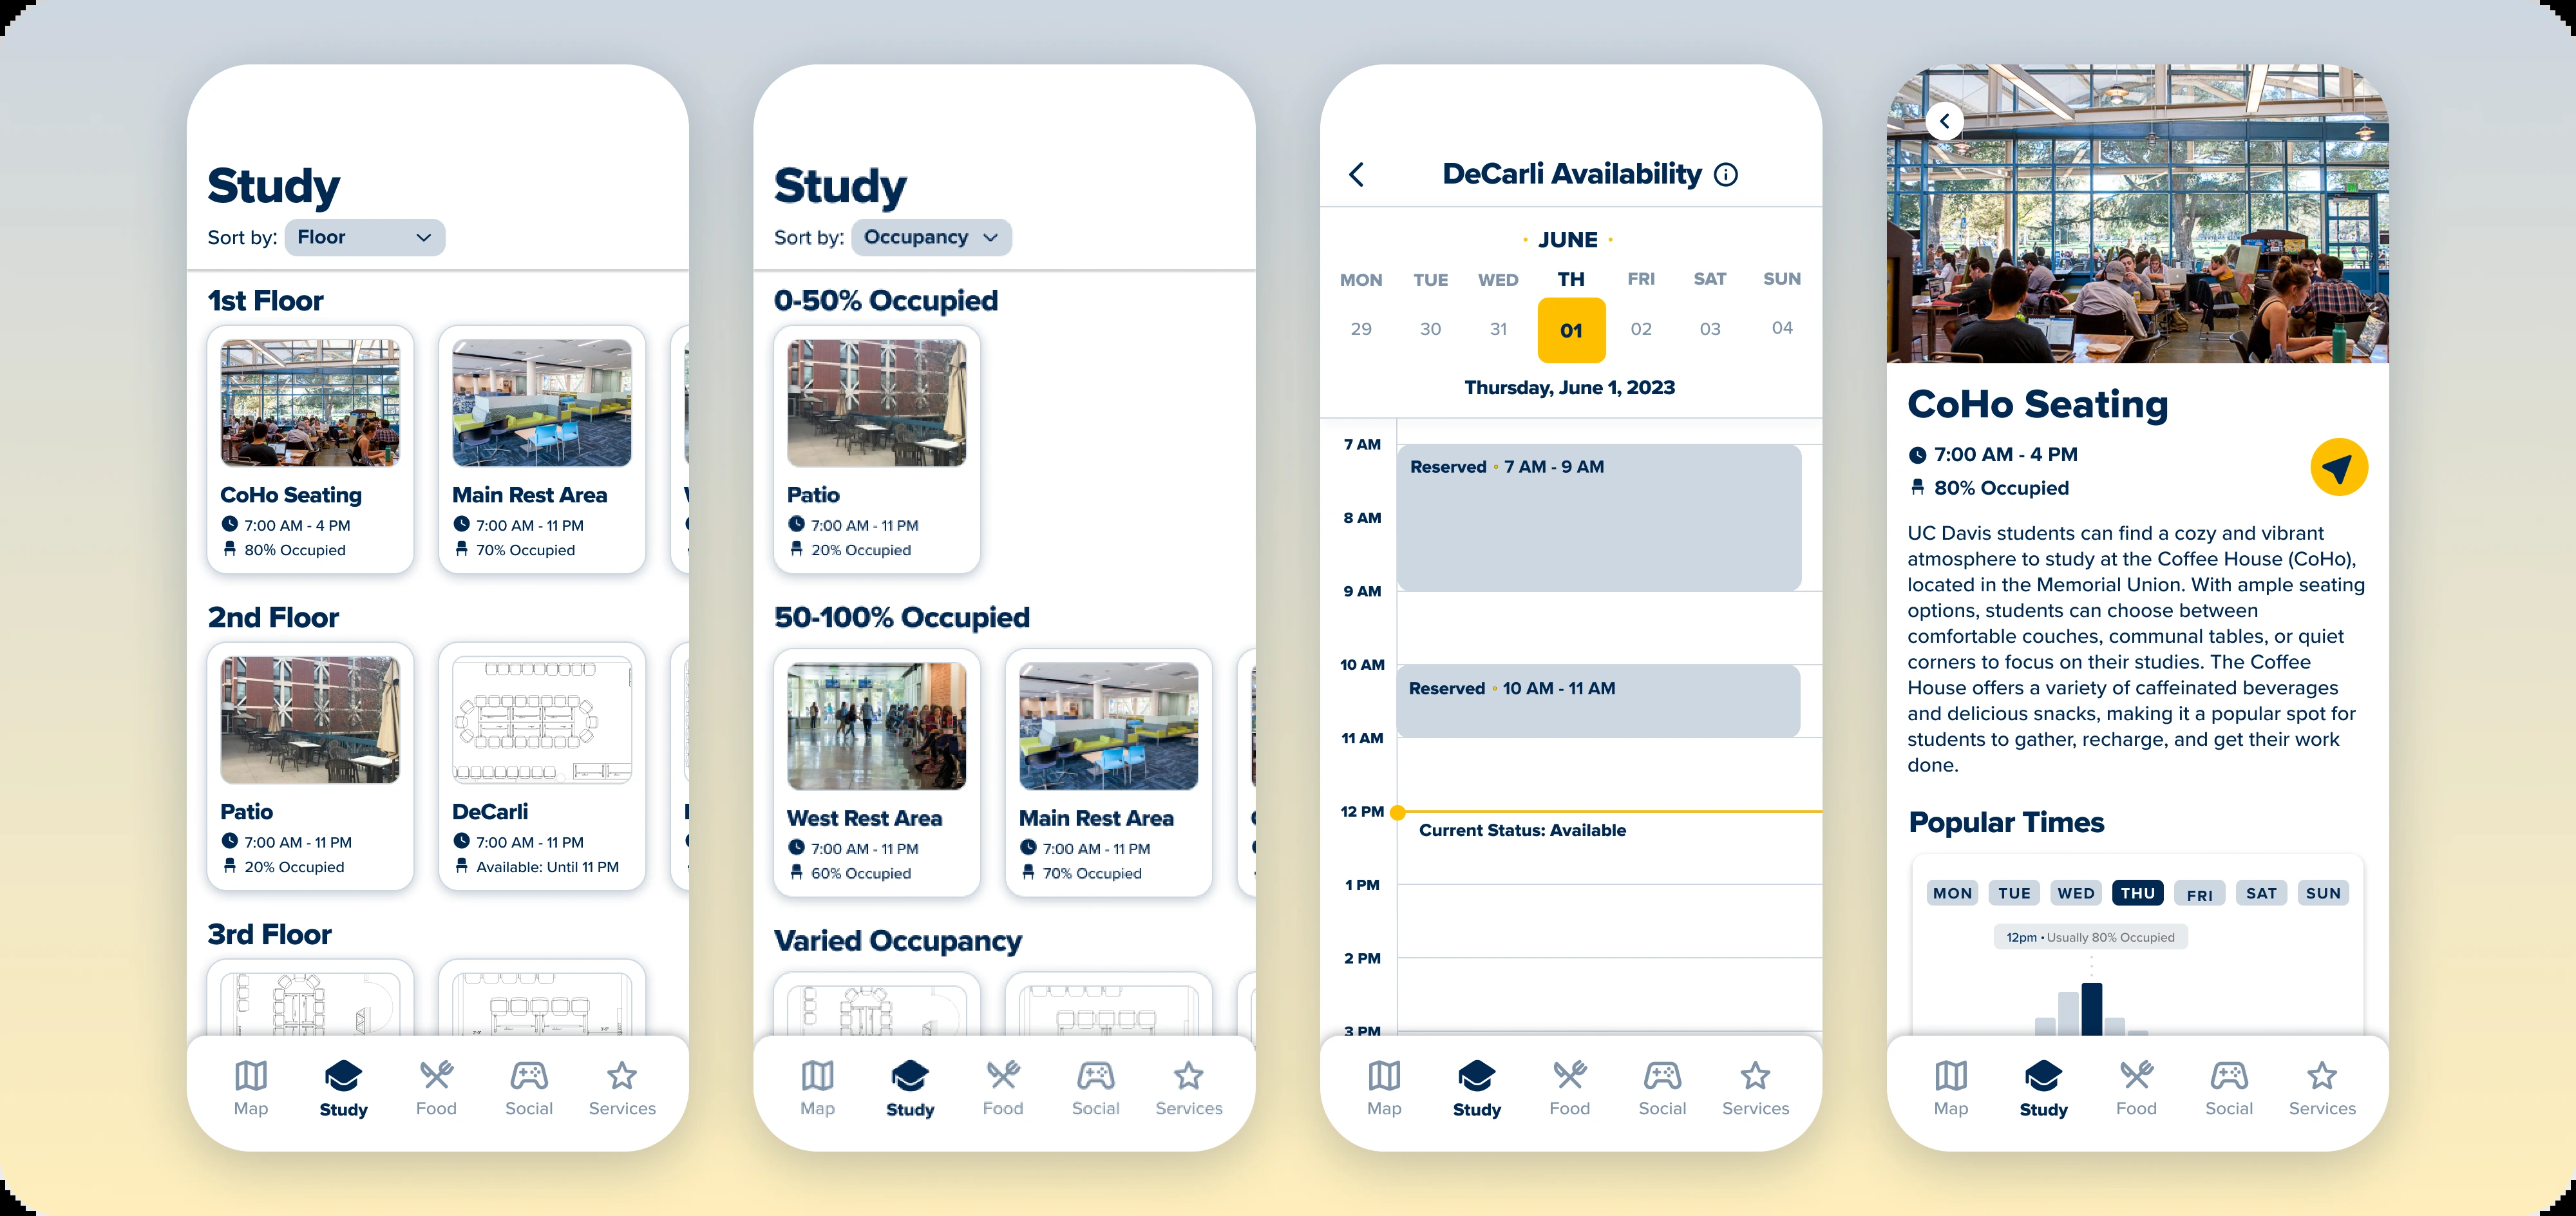 Study
Sort by: Floor
1st Floor
CoHo Seating
7:00 AM - 4 PM
80% Occupied
Main Rest Area
7:00 AM - 11 PM
70% Occupied
2nd Floor
Patio
7:00 AM - 11 PM
20% Occupied
DeCarli
7:00 AM - 11 PM
Available: Until 11 PM
3rd Floor
Map
Study
Food
Social
Services
Study
Sort by: Occupancy
0-50% Occupied
Patio
7:00 AM - 11 PM
20% Occupied
50-100% Occupied
West Rest Area
7:00 AM - 11 PM
60% Occupied
Main Rest Area
7:00 AM - 11 PM
70% Occupied
Varied Occupancy
Map
Study
Food
Social
Services
DeCarli Availability
• JUNE •
MON TUE WED TH FRI SAT SUN
29 30 31 01 02 03 04
Thursday, June 1, 2023
7 AM
Reserved • 7 AM - 9 AM
8 AM
9 AM
10 AM
Reserved • 10 AM - 11 AM
11 AM
12 PM
Current Status: Available
1 PM
2 PM
3 PM
Map
Study
Food
Social
Services
CoHo Seating
7:00 AM - 4 PM
80% Occupied
UC Davis students can find a cozy and vibrant
atmosphere to study at the Coffee House (CoHo),
located in the Memorial Union. With ample seating
options, students can choose between
comfortable couches, communal tables, or quiet
corners to focus on their studies. The Coffee
House offers a variety of caffeinated beverages
and delicious snacks, making it a popular spot for
students to gather, recharge, and get their work
done.
Popular Times
MON TUE WED THU FRI SAT SUN
12pm • Usually 80% Occupied
Map
Study
Food
Social
Services